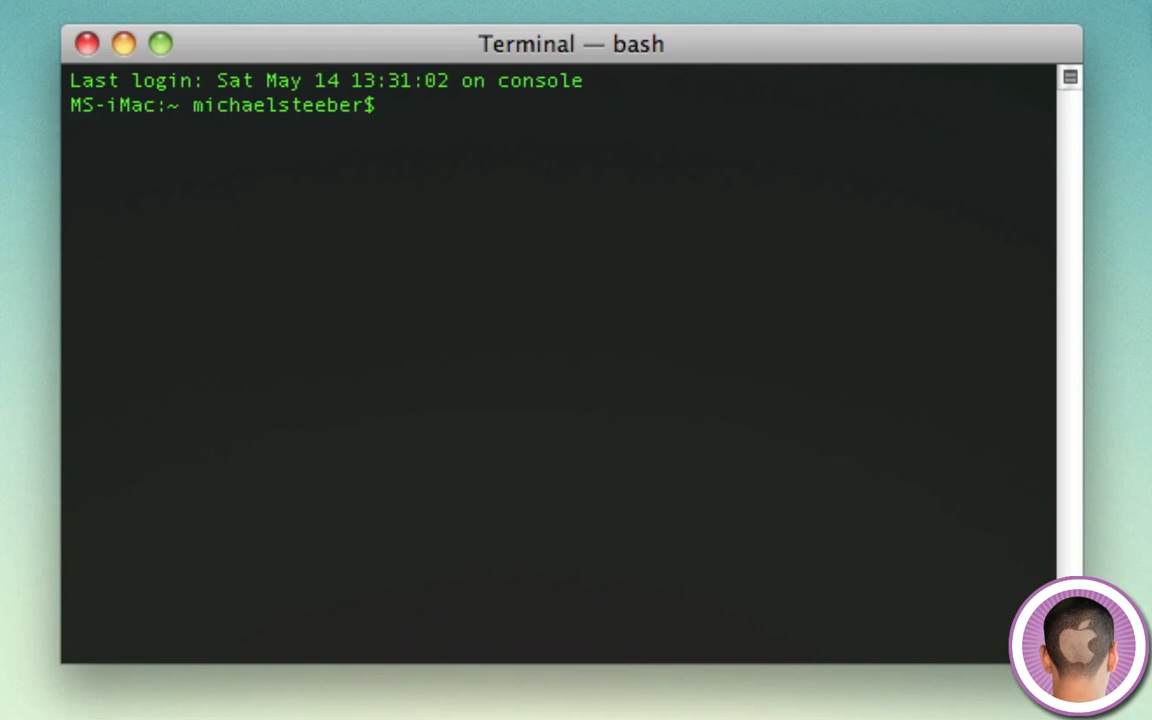 Terminal — bash
Last login: Sat May 14 13:31:02 on console
MS-iMac:~ michaelsteeber$